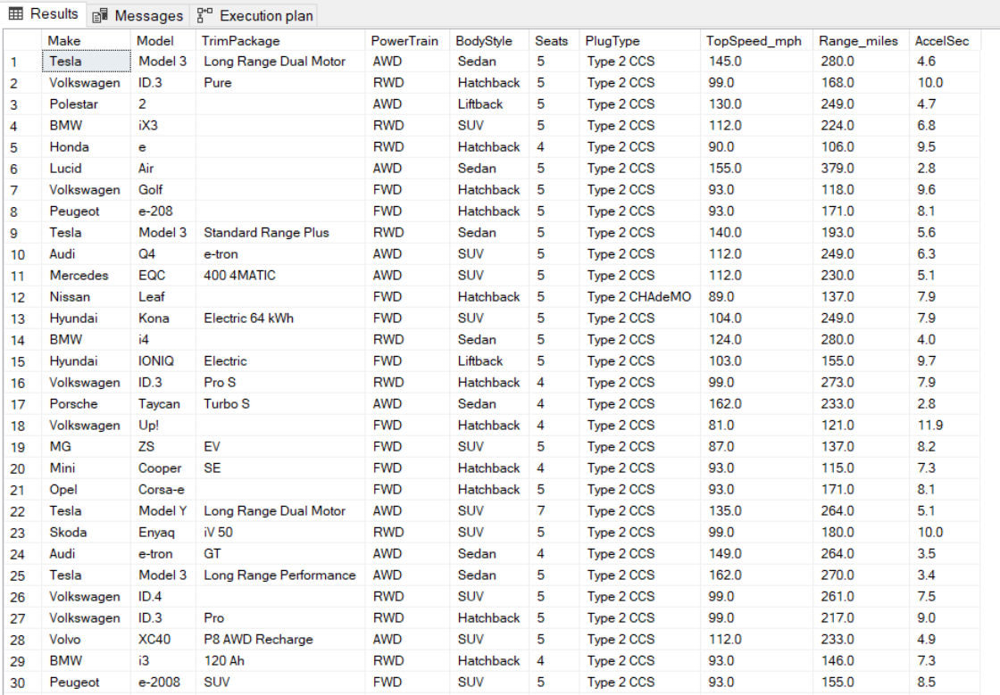 Results Messages Execution plan
Make Model TrimPackage PowerTrain BodyStyle Seats PlugType TopSpeed_mph Range_miles AccelSec
1 Tesla Model 3 Long Range Dual Motor AWD Sedan 5 Type 2 CCS 145.0 280.0 4.6
2 Volkswagen ID.3 Pure RWD Hatchback 5 Type 2 CCS 99.0 168.0 10.0
3 Polestar 2 AWD Liftback 5 Type 2 CCS 130.0 249.0 4.7
4 BMW iX3 RWD SUV 5 Type 2 CCS 112.0 224.0 6.8
5 Honda e RWD Hatchback 4 Type 2 CCS 90.0 106.0 9.5
6 Lucid Air AWD Sedan 5 Type 2 CCS 155.0 379.0 2.8
7 Volkswagen Golf FWD Hatchback 5 Type 2 CCS 93.0 118.0 9.6
8 Peugeot e-208 FWD Hatchback 5 Type 2 CCS 93.0 171.0 8.1
9 Tesla Model 3 Standard Range Plus RWD Sedan 5 Type 2 CCS 140.0 193.0 5.6
10 Audi Q4 e-tron AWD SUV 5 Type 2 CCS 112.0 249.0 6.3
11 Mercedes EQC 400 4MATIC AWD SUV 5 Type 2 CCS 112.0 230.0 5.1
12 Nissan Leaf FWD Hatchback 5 Type 2 CHAdeMO 89.0 137.0 7.9
13 Hyundai Kona Electric 64 kWh FWD SUV 5 Type 2 CCS 104.0 249.0 7.9
14 BMW i4 RWD Sedan 5 Type 2 CCS 124.0 280.0 4.0
15 Hyundai IONIQ Electric FWD Liftback 5 Type 2 CCS 103.0 155.0 9.7
16 Volkswagen ID.3 Pro S RWD Hatchback 4 Type 2 CCS 99.0 273.0 7.9
17 Porsche Taycan Turbo S AWD Sedan 4 Type 2 CCS 162.0 233.0 2.8
18 Volkswagen Up! FWD Hatchback 4 Type 2 CCS 81.0 121.0 11.9
19 MG ZS EV FWD SUV 5 Type 2 CCS 87.0 137.0 8.2
20 Mini Cooper SE FWD Hatchback 4 Type 2 CCS 93.0 115.0 7.3
21 Opel Corsa-e FWD Hatchback 5 Type 2 CCS 93.0 171.0 8.1
22 Tesla Model Y Long Range Dual Motor AWD SUV 7 Type 2 CCS 135.0 264.0 5.1
23 Skoda Enyaq iV 50 RWD SUV 5 Type 2 CCS 99.0 180.0 10.0
24 Audi e-tron GT AWD Sedan 4 Type 2 CCS 149.0 264.0 3.5
25 Tesla Model 3 Long Range Performance AWD Sedan 5 Type 2 CCS 162.0 270.0 3.4
26 Volkswagen ID.4 RWD SUV 5 Type 2 CCS 99.0 261.0 7.5
27 Volkswagen ID.3 Pro RWD Hatchback 5 Type 2 CCS 99.0 217.0 9.0
28 Volvo XC40 P8 AWD Recharge AWD SUV 5 Type 2 CCS 112.0 233.0 4.9
29 BMW i3 120 Ah RWD Hatchback 4 Type 2 CCS 93.0 146.0 7.3
30 Peugeot e-2008 SUV FWD SUV 5 Type 2 CCS 93.0 155.0 8.5